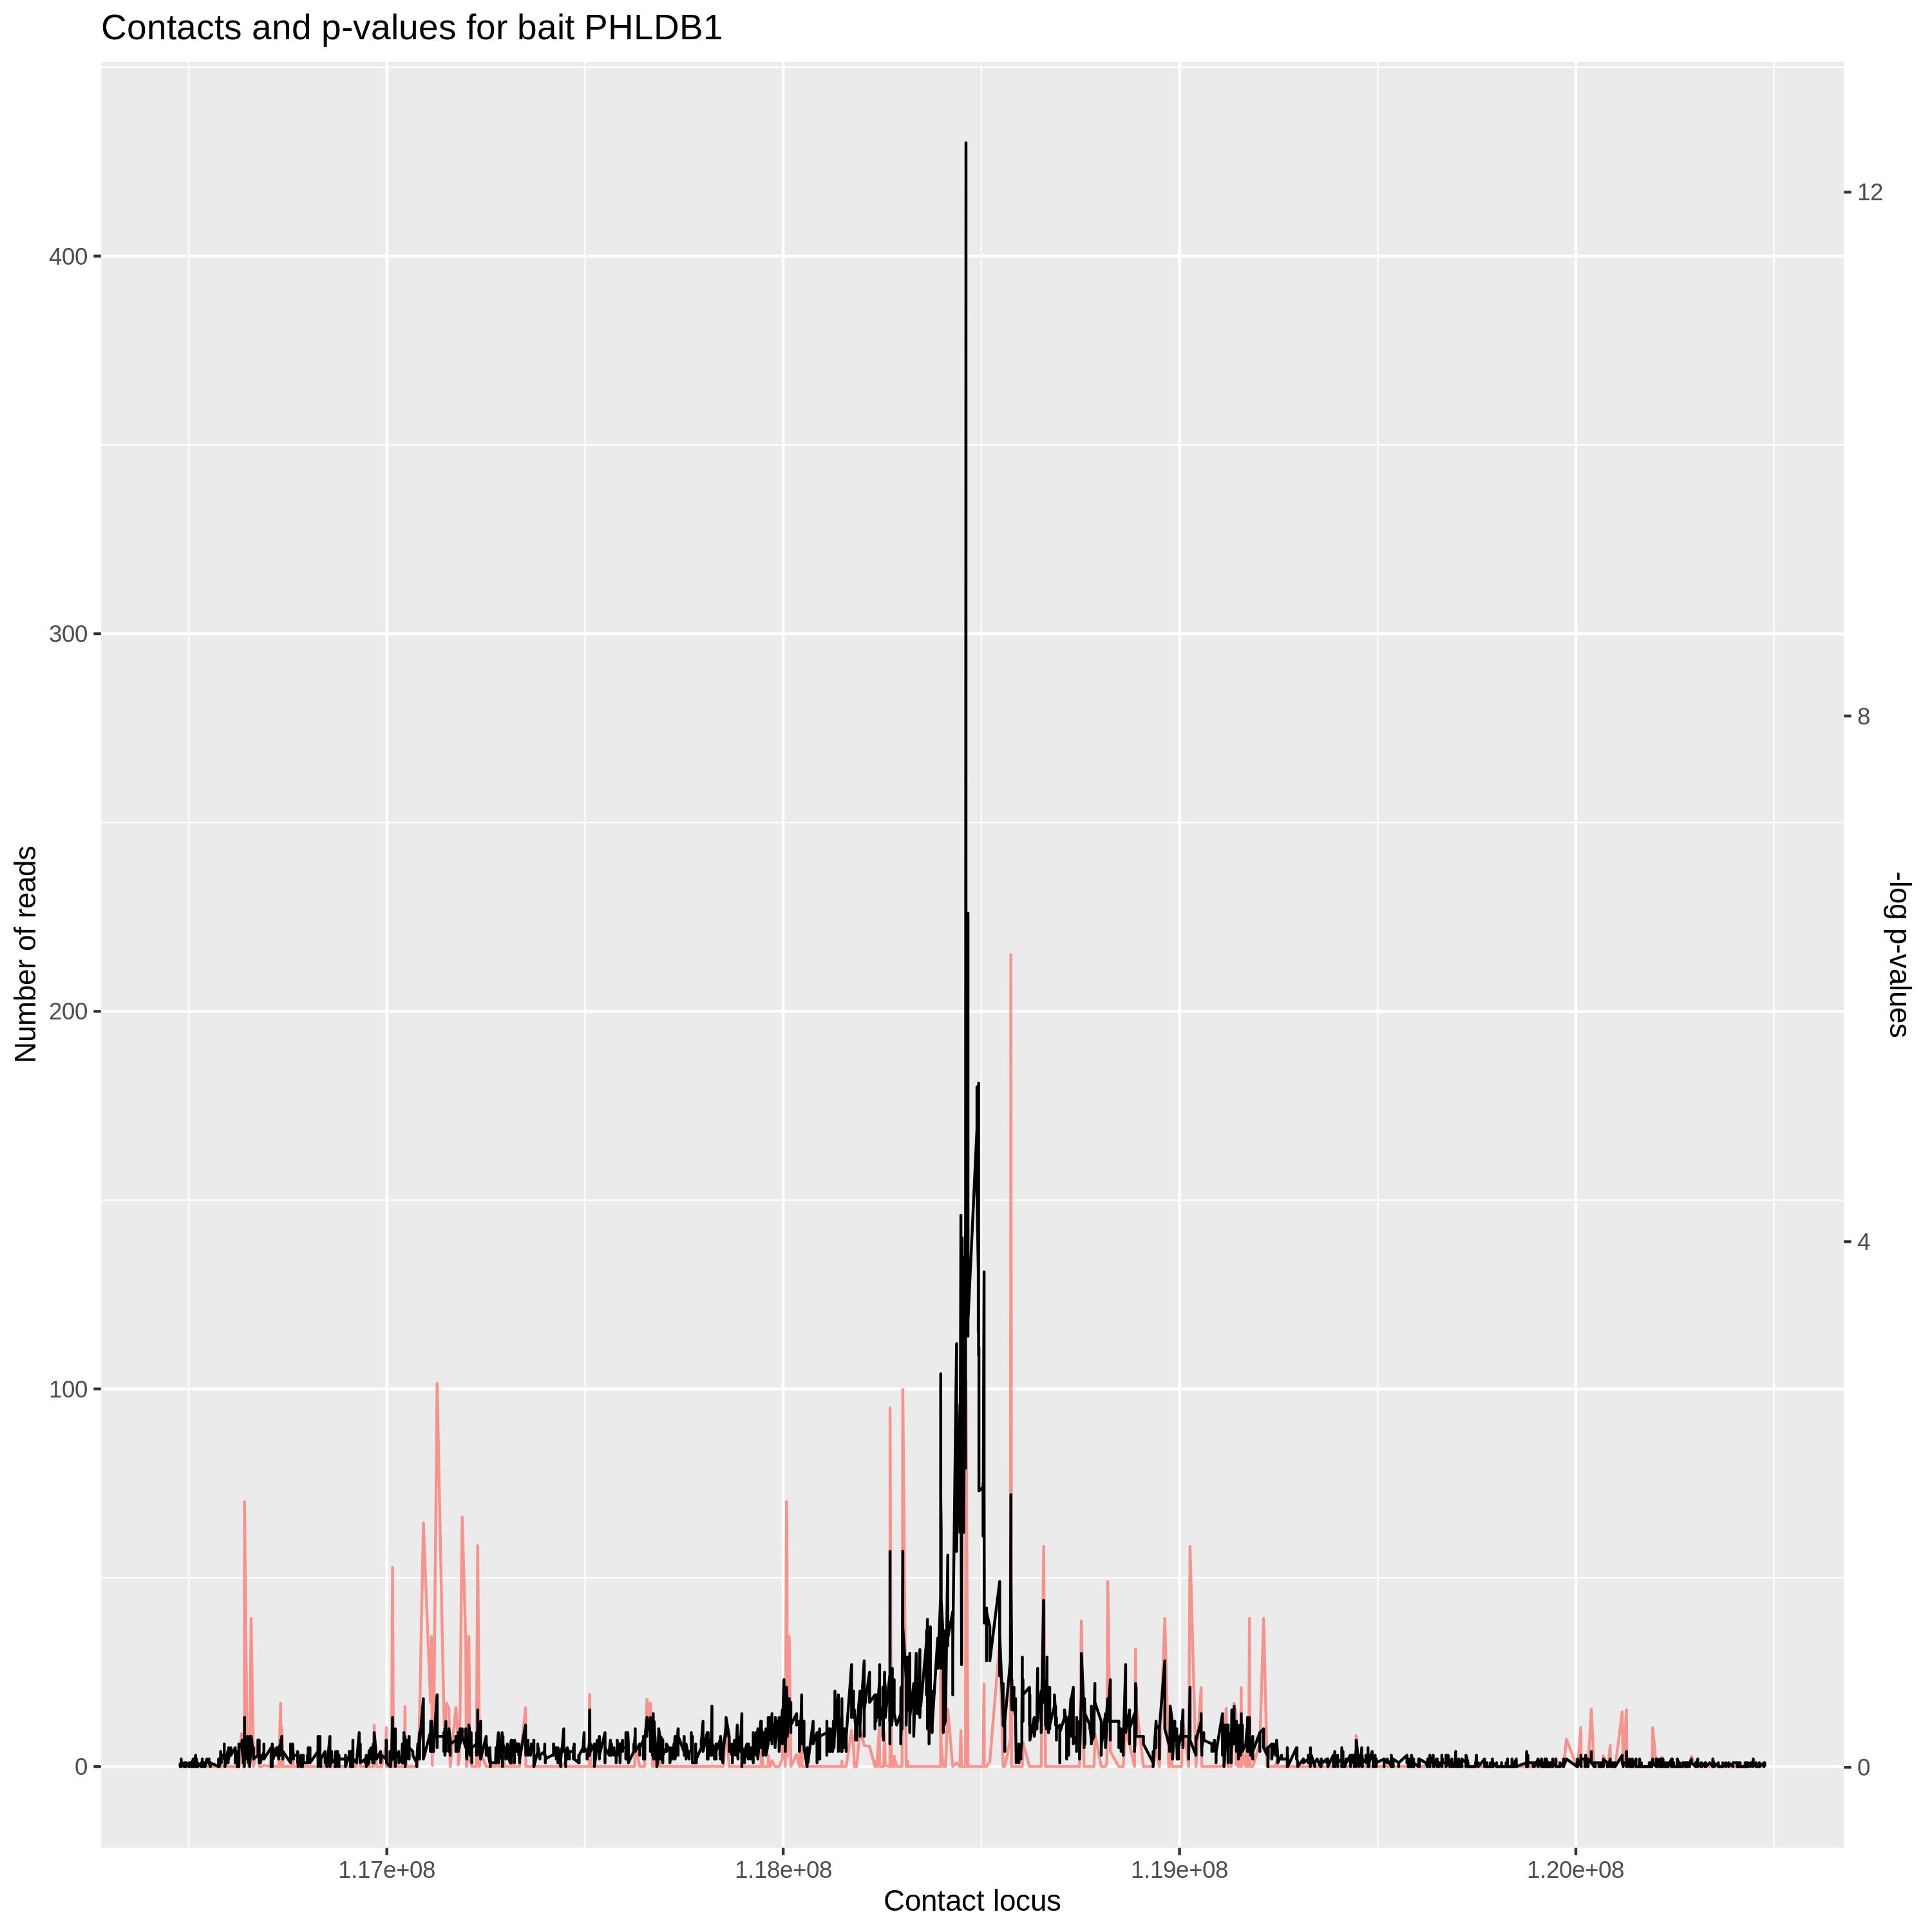 Contacts and p-values for bait PHLDB1
400
300
200
100
0
Number of reads
12
8
4
0
-log p-values
1.17e+08
1.18e+08
1.19e+08
1.20e+08
Contact locus